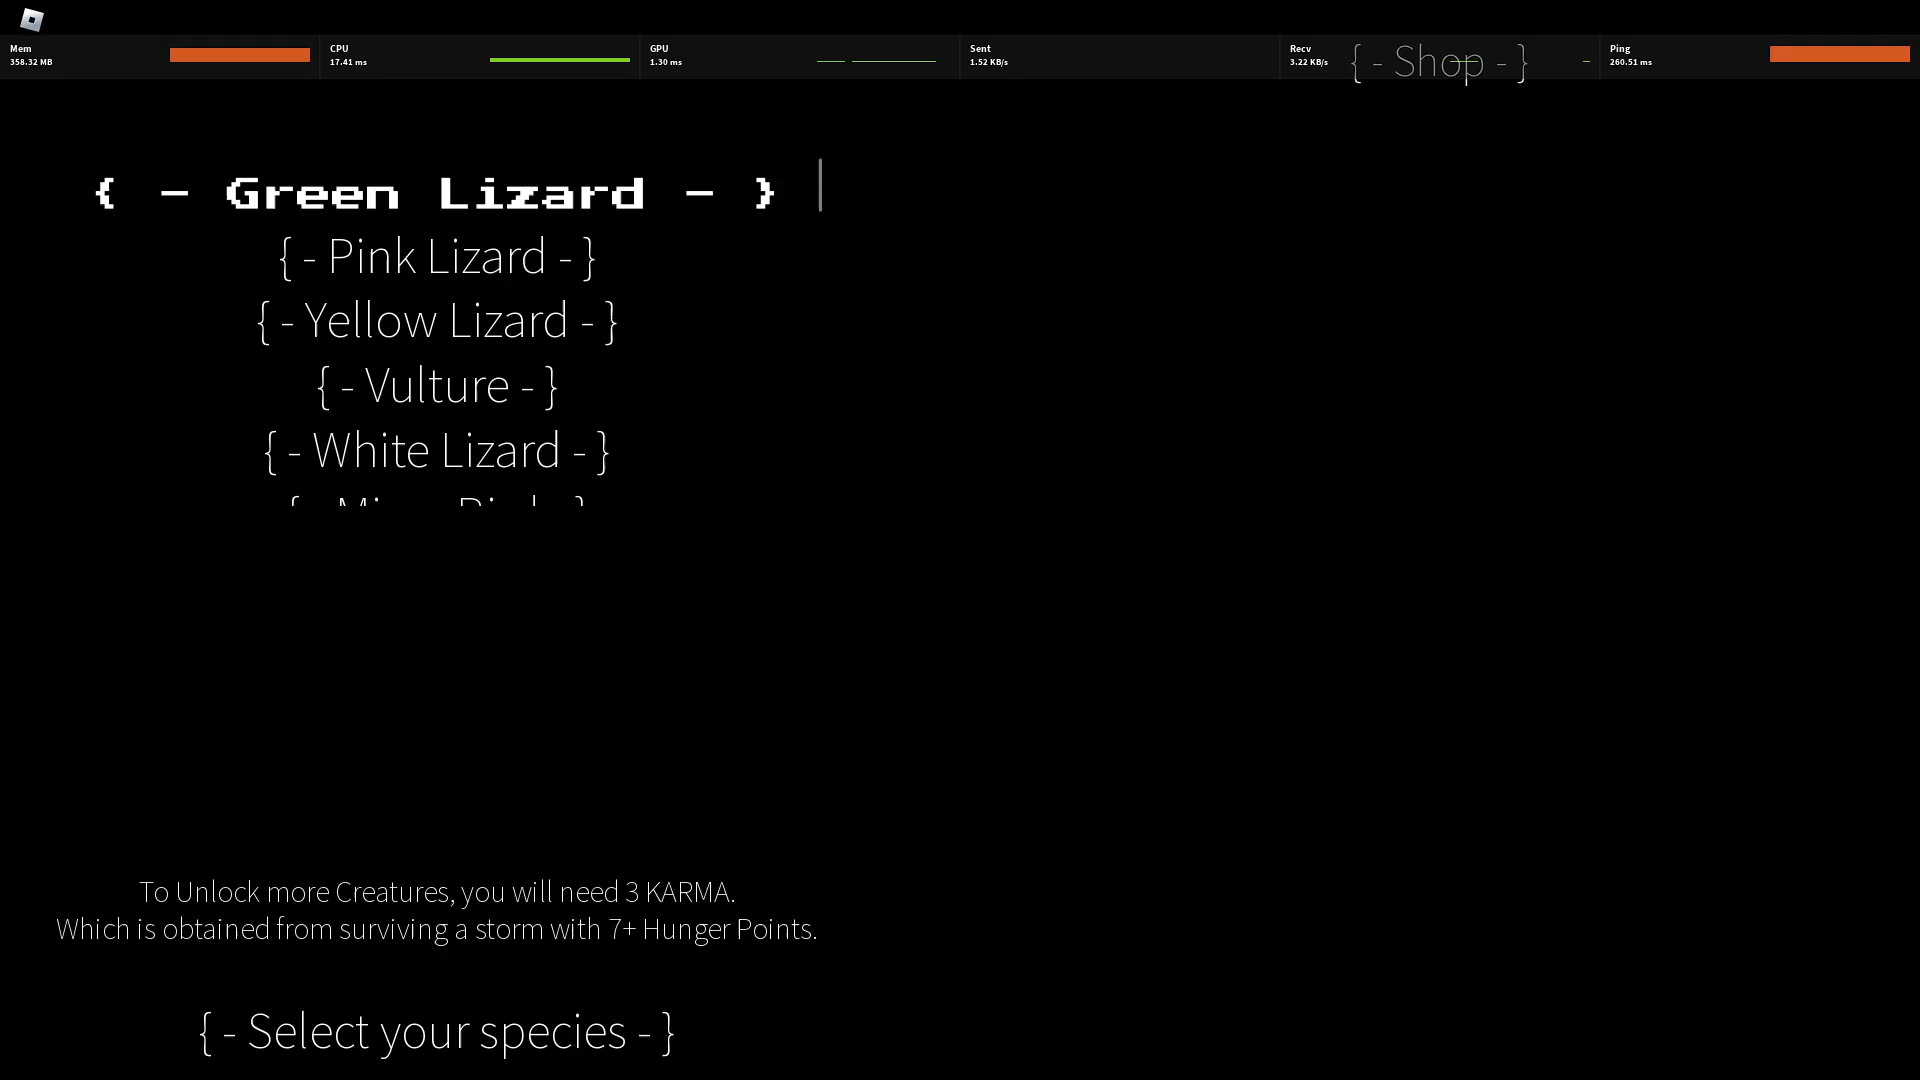 Mem
358.32 MB
CPU
17.41 ms
GPU
1.30 ms
Sent
1.52 KB/s
Recv
3.22 KB/s
{ - Shop - }
Ping
260.51 ms
{ - Green Lizard - }
{ - Pink Lizard - }
{ - Yellow Lizard - }
{ - Vulture - }
{ - White Lizard - }
To Unlock more Creatures, you will need 3 KARMA.
Which is obtained from surviving a storm with 7+ Hunger Points.
{ - Select your species - }